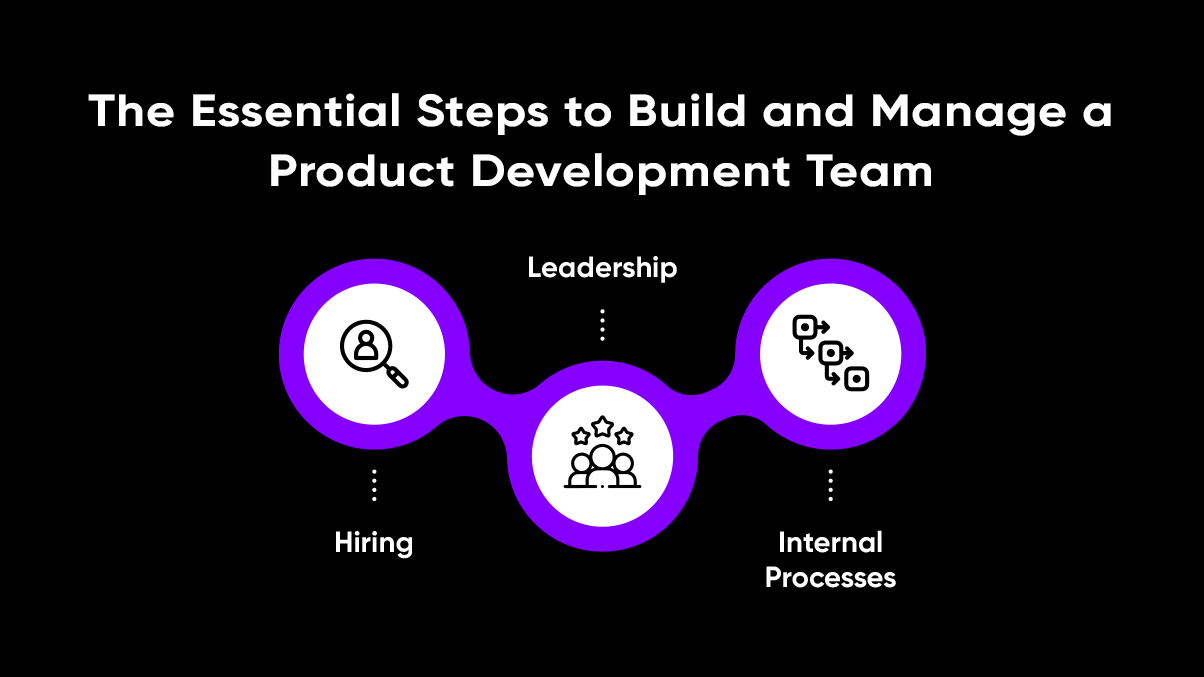 The Essential Steps to Build and Manage a
Product Development Team
Leadership
Hiring
Internal
Processes